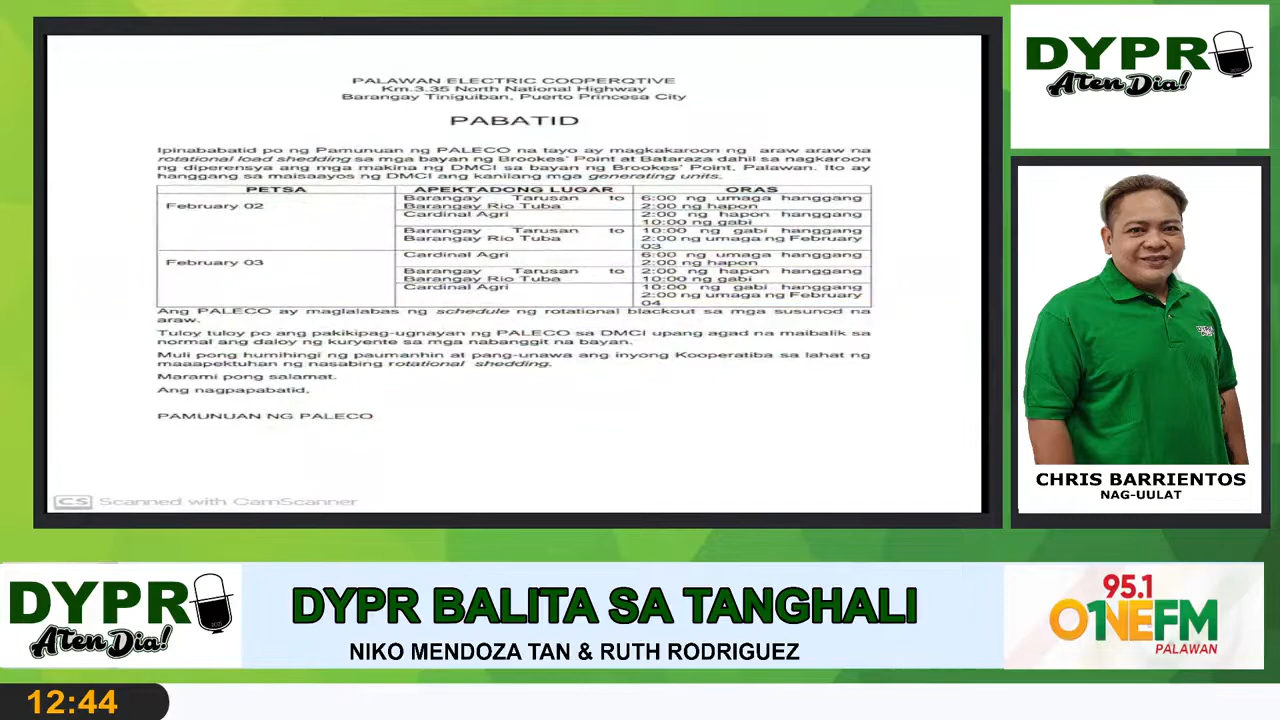 PALAWAN ELECTRIC COOPERQTIVE
Km.3.35 North National Highway
Barangay Tiniguiban, Puerto Princesa City
PABATID
Ipinababatid po ng Pamunuan ng PALECO na tayo ay magkakaroon ng araw araw na
rotational load shedding sa mga bayan ng Brookes' Point at Bataraza dahil sa nagkaroon
ng diperensya ang mga makina ng DMCI sa bayan ng Brookes' Point, Palawan. Ito ay
hanggang sa maisaayos ng DMCI ang kanilang mga generating units.
PETSA APEKTADONG LUGAR ORAS
February 02 Barangay Tarusan to 6:00 ng umaga hanggang
Barangay Rio Tuba 2:00 ng hapon
Cardinal Agri 2:00 ng hapon hanggang
10:00 ng gabi
Barangay Tarusan to 10:00 ng gabi hanggang
Barangay Rio Tuba 2:00 ng umaga ng February
03
February 03 Cardinal Agri 6:00 ng umaga hanggang
2:00 ng hapon
Barangay Tarusan to 2:00 ng hapon hanggang
Barangay Rio Tuba 10:00 ng gabi
Cardinal Agri 10:00 ng gabi hanggang
2:00 ng umaga ng February
04
Ang PALECO ay maglalabas ng schedule ng rotational blackout sa mga susunod na
araw.
Tuloy tuloy po ang pakikipag-ugnayan ng PALECO sa DMCI upang agad na maibalik sa
normal ang daloy ng kuryente sa mga nabanggit na bayan.
Muli pong humihingi ng paumanhin at pang-unawa ang inyong Kooperatiba sa lahat ng
maaapektuhan ng nasabing rotational shedding.
Marami pong salamat.
Ang nagpapabatid,
PAMUNUAN NG PALECO
CS Scanned with CamScanner
DYPR
Aten Dia!
CHRIS BARRIENTOS
NAG-UULAT
DYPR
Aten Dia!
DYPR BALITA SA TANGHALI
NIKO MENDOZA TAN & RUTH RODRIGUEZ
95.1
ONEFM
PALAWAN
12:44